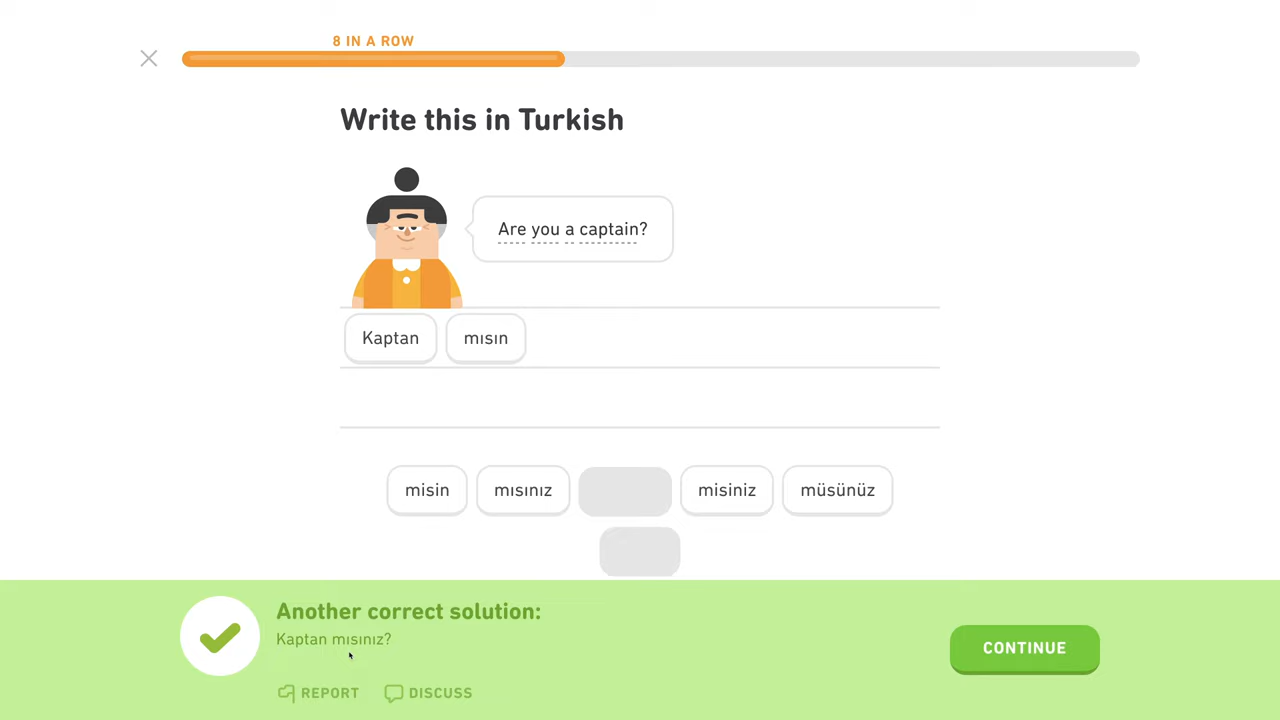 8 IN A ROW
Write this in Turkish
Are you a captain?
Kaptan mısın
misin mısınız misiniz müsünüz
Another correct solution:
Kaptan mısınız?
CONTINUE
REPORT DISCUSS